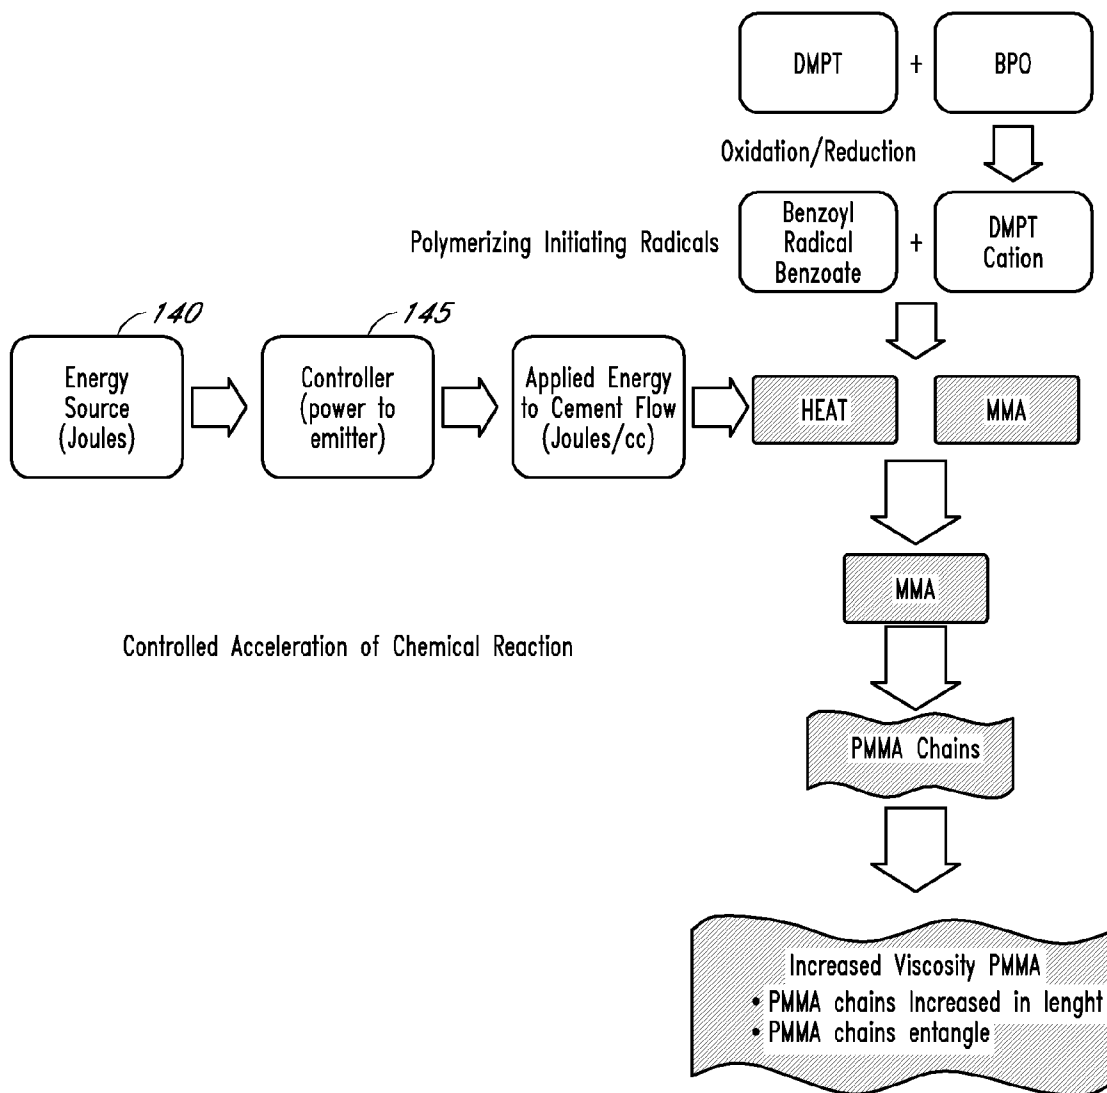 DMPT + BPO
Oxidation/Reduction
Polymerizing Initiating Radicals
Benzoyl
Radical
Benzoate
+
DMPT
Cation
140
145
Energy
Source
(Joules)
Controller
(power to
emitter)
Applied Energy
to Cement Flow
(Joules/cc)
HEAT
MMA
MMA
Controlled Acceleration of Chemical Reaction
PMMA Chains
Increased Viscosity PMMA
• PMMA chains Increased in lenght
• PMMA chains entangle